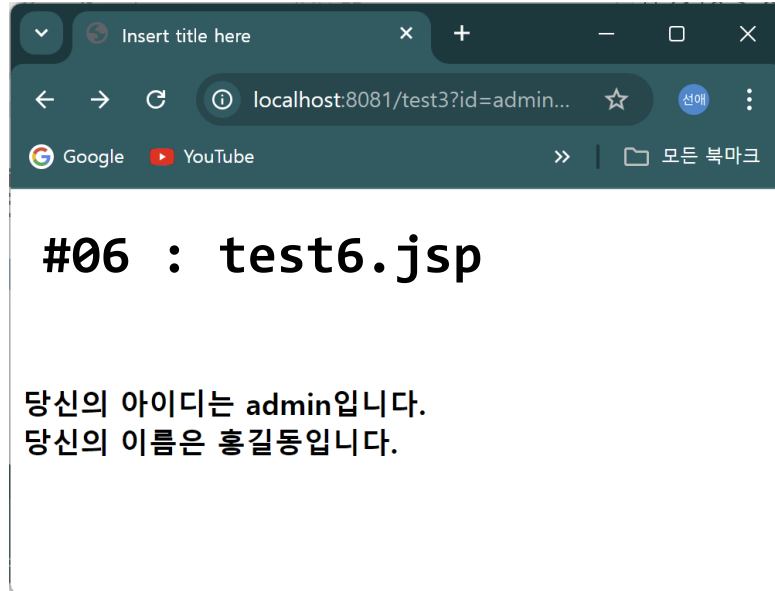 Insert title here
localhost:8081/test3?id=admin...
선애
Google YouTube 모든 북마크
#06 : test6.jsp
당신의 아이디는 admin입니다.
당신의 이름은 홍길동입니다.